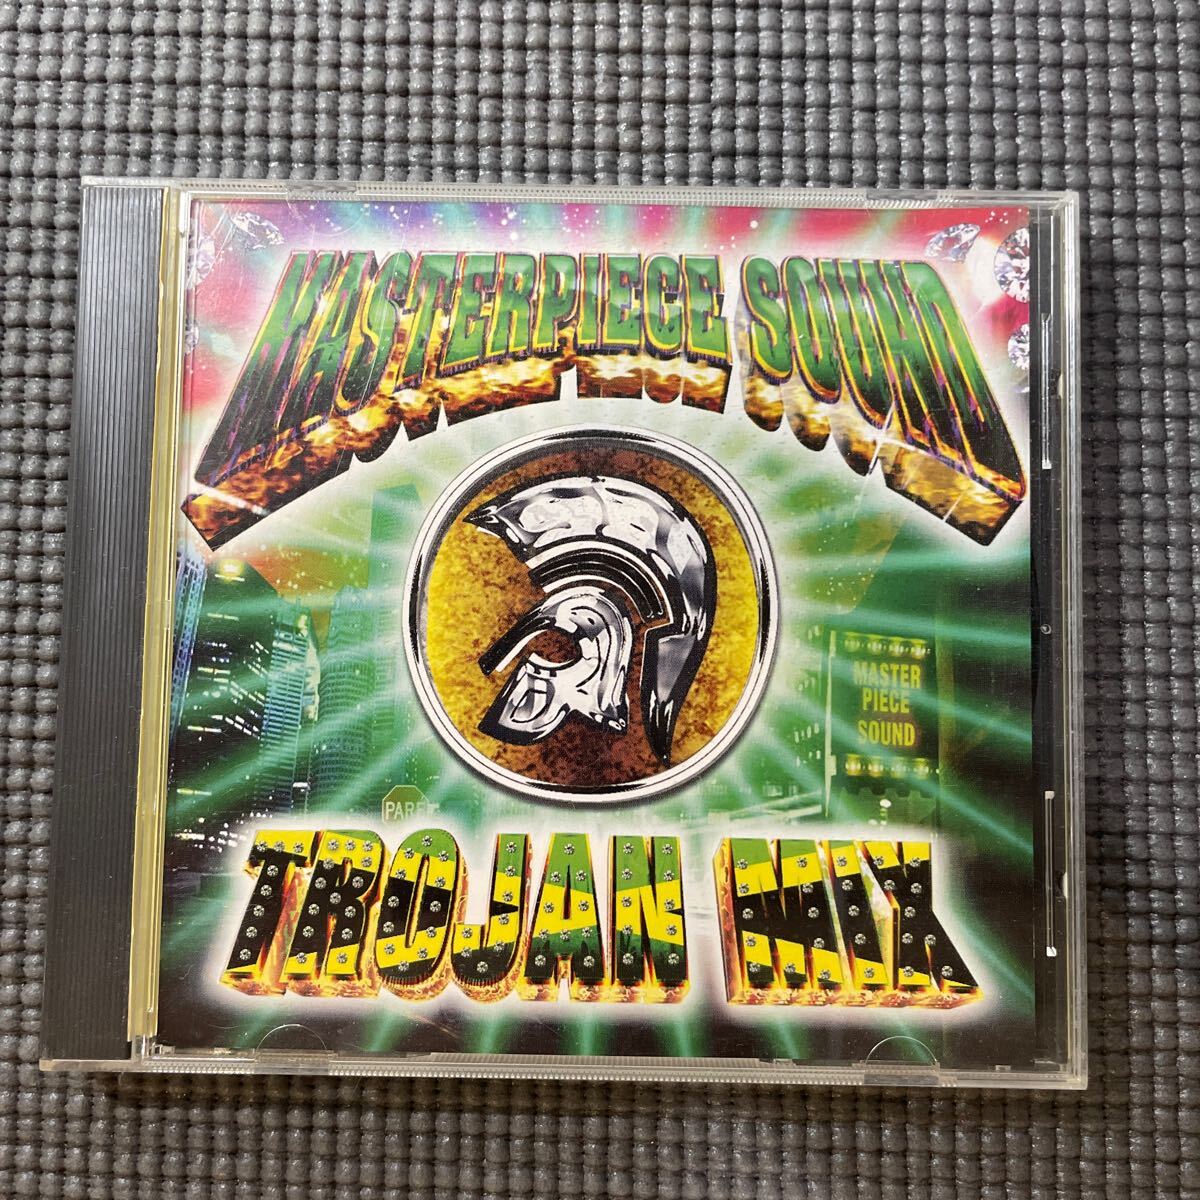 MASTERPIECE SOUND
MASTER
PIECE
SOUND
TROJAN MIX